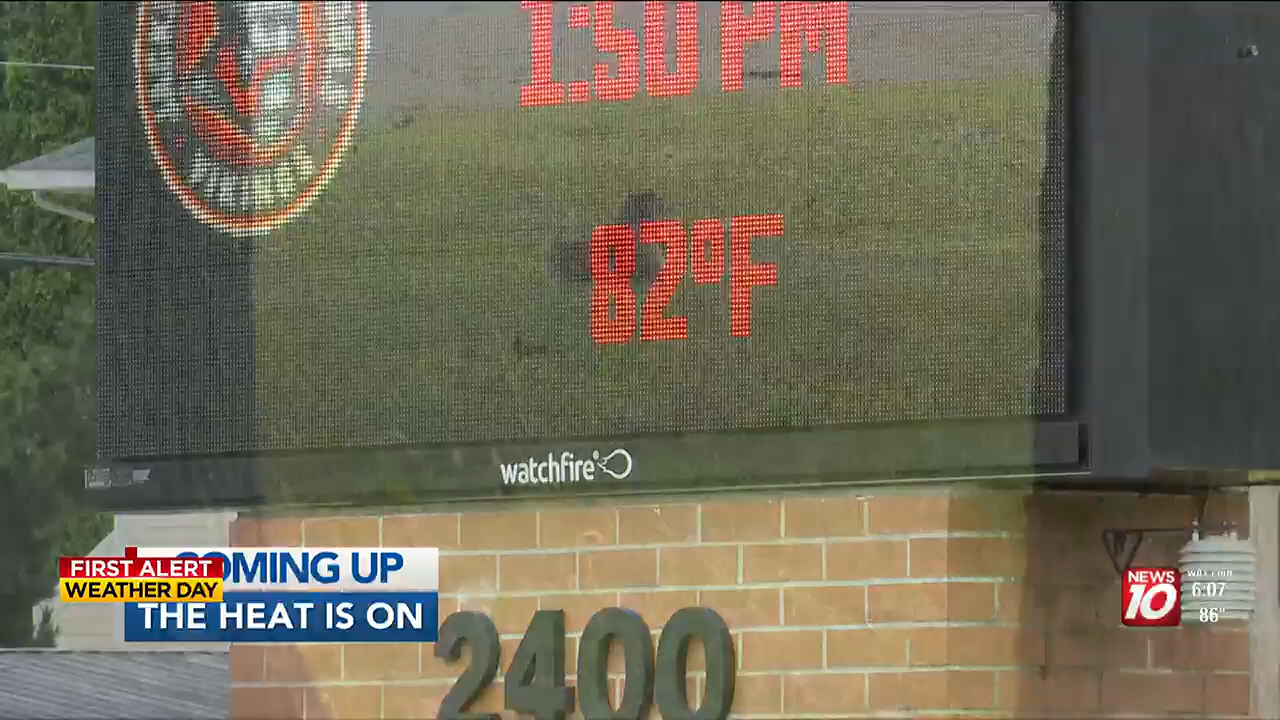 1:50 PM
82°F
watchfire
COMING UP
FIRST ALERT
WEATHER DAY
THE HEAT IS ON
2400
NEWS
10
6:07
86°